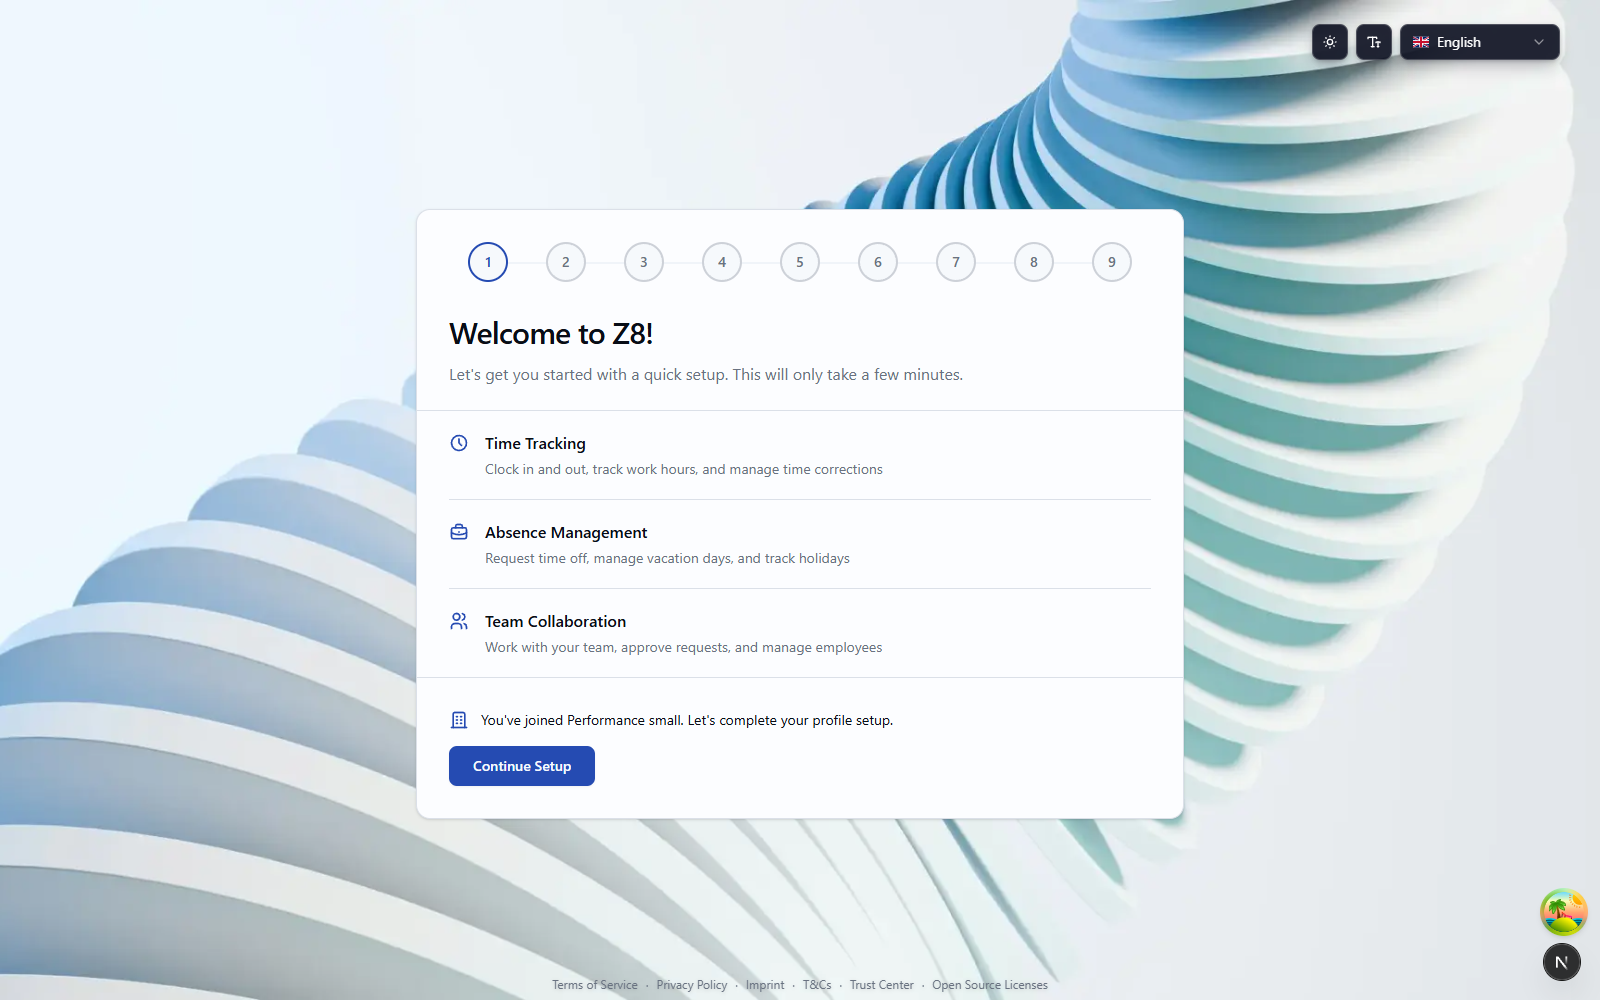 English
1 2 3 4 5 6 7 8 9
Welcome to Z8!
Let's get you started with a quick setup. This will only take a few minutes.
Time Tracking
Clock in and out, track work hours, and manage time corrections
Absence Management
Request time off, manage vacation days, and track holidays
Team Collaboration
Work with your team, approve requests, and manage employees
You've joined Performance small. Let's complete your profile setup.
Continue Setup
N
Terms of Service · Privacy Policy · Imprint · T&Cs · Trust Center · Open Source Licenses